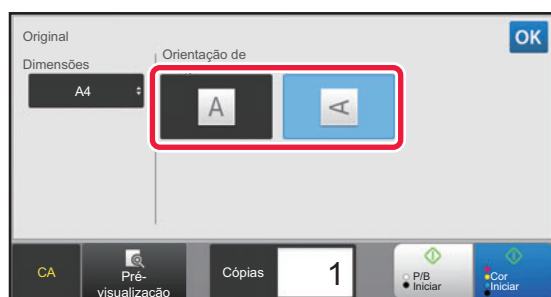 Original
OK
Dimensões
Orientação de
A4
A
A
CA
Pré-
visualização
Cópias
1
P/B
Iniciar
Cor
Iniciar